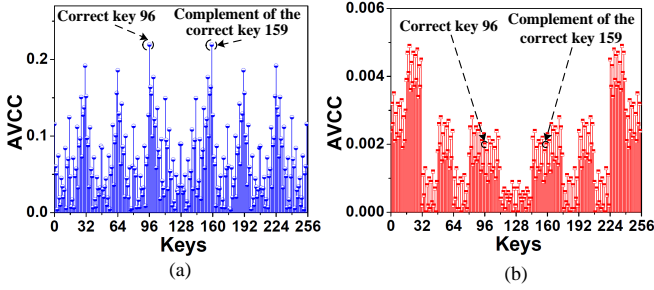 Correct key 96
Complement of the
correct key 159
0.2
0.1
0.0
AVCC
0 32 64 96 128 160 192 224 256
Keys
(a)
Correct key 96
Complement of the
correct key 159
0.006
0.004
0.002
0.000
AVCC
0 32 64 96 128 160 192 224 256
Keys
(b)